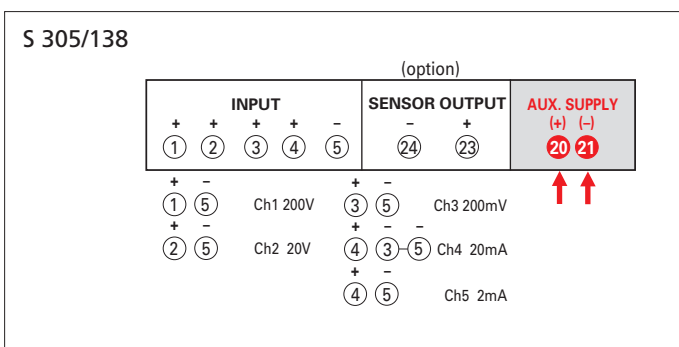 S 305/138
(option)
INPUT SENSOR OUTPUT AUX. SUPPLY
+ + + + – – + (+) (–)
1 2 3 4 5 24 23 20 21
+ – + –
1 5 Ch1 200V 3 5 Ch3 200mV
+ – + – –
2 5 Ch2 20V 4 3 5 Ch4 20mA
+ –
4 5 Ch5 2mA